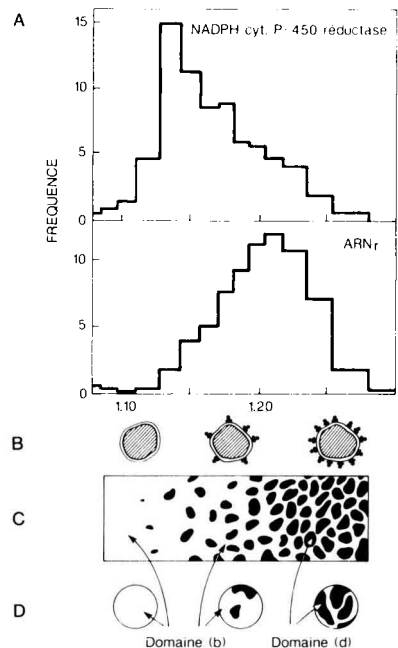 A
NADPH cyt. P-450 réductase
15
10
5
0
FREQUENCE
ARNr
10
5
0
1.10
1.20
B
C
D
Domaine (b)
Domaine (d)